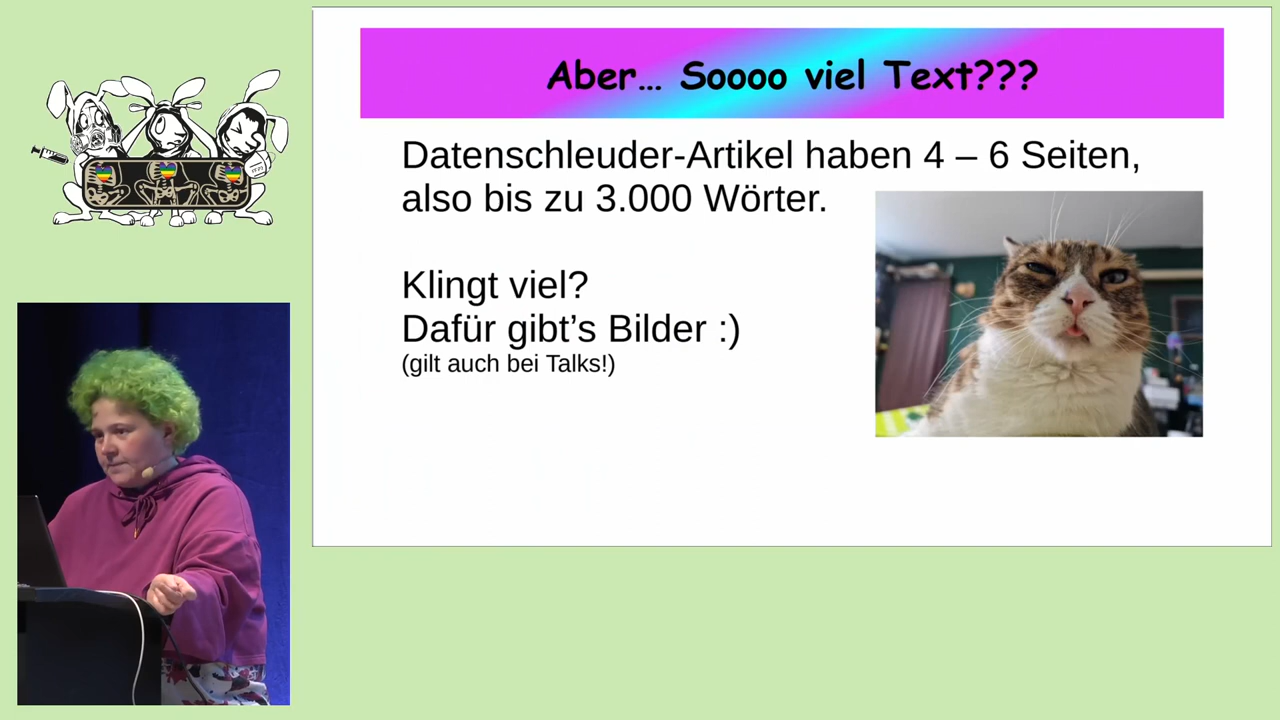 Aber... Soooo viel Text???
Datenschleuder-Artikel haben 4 – 6 Seiten,
also bis zu 3.000 Wörter.
Klingt viel?
Dafür gibt’s Bilder :)
(gilt auch bei Talks!)